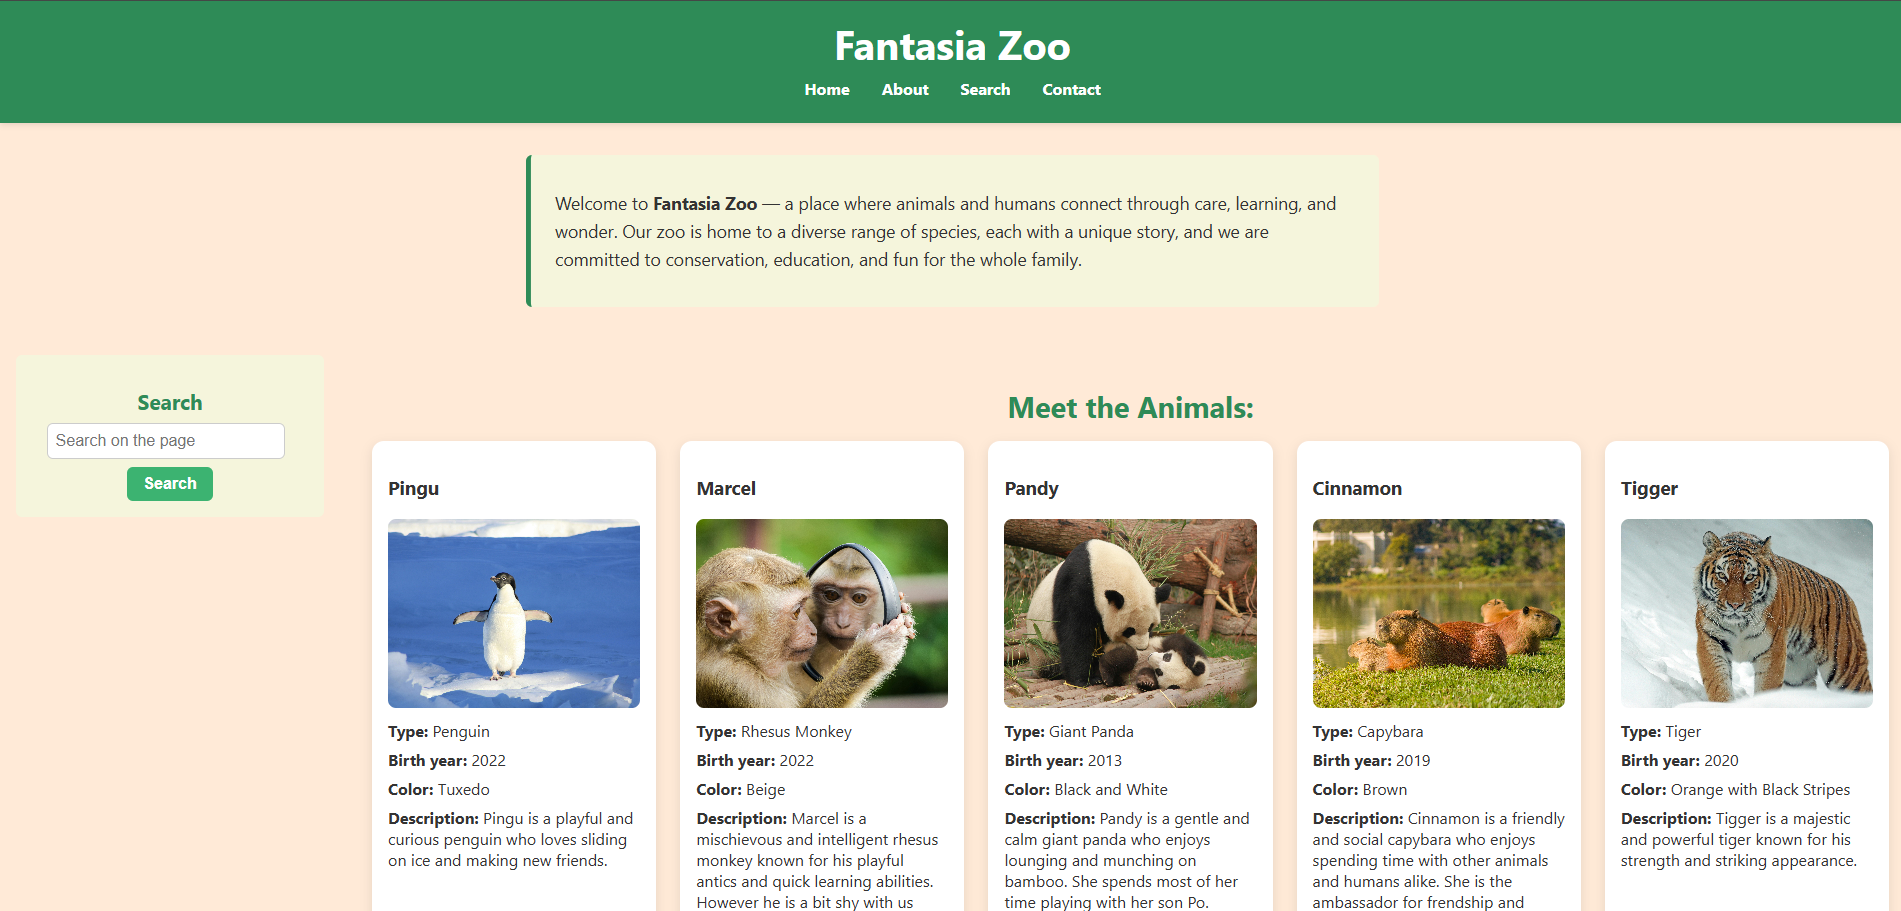 Fantasia Zoo
Home About Search Contact
Welcome to Fantasia Zoo — a place where animals and humans connect through care, learning, and
wonder. Our zoo is home to a diverse range of species, each with a unique story, and we are
committed to conservation, education, and fun for the whole family.
Search
Search on the page
Search
Meet the Animals:
Pingu
Type: Penguin
Birth year: 2022
Color: Tuxedo
Description: Pingu is a playful and
curious penguin who loves sliding
on ice and making new friends.
Marcel
Type: Rhesus Monkey
Birth year: 2022
Color: Beige
Description: Marcel is a
mischievous and intelligent rhesus
monkey known for his playful
antics and quick learning abilities.
However he is a bit shy with us
Pandy
Type: Giant Panda
Birth year: 2013
Color: Black and White
Description: Pandy is a gentle and
calm giant panda who enjoys
lounging and munching on
bamboo. She spends most of her
time playing with her son Po.
Cinnamon
Type: Capybara
Birth year: 2019
Color: Brown
Description: Cinnamon is a friendly
and social capybara who enjoys
spending time with other animals
and humans alike. She is the
ambassador for frendship and
Tigger
Type: Tiger
Birth year: 2020
Color: Orange with Black Stripes
Description: Tigger is a majestic
and powerful tiger known for his
strength and striking appearance.